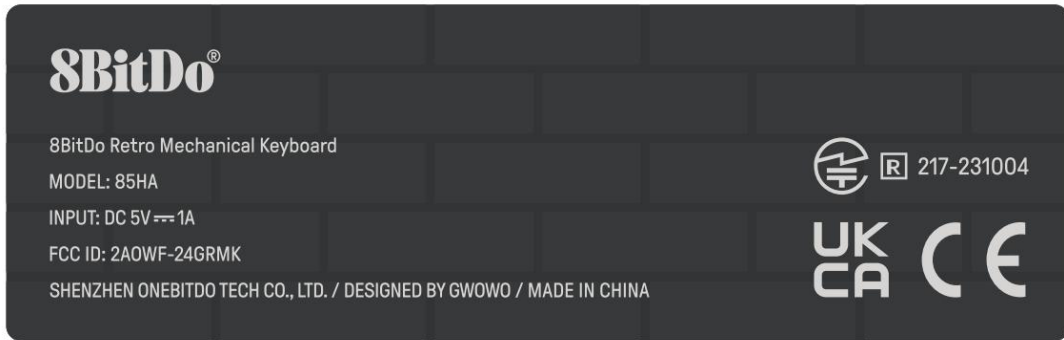 8BitDo®
8BitDo Retro Mechanical Keyboard
MODEL: 85HA
INPUT: DC 5V⎓1A
FCC ID: 2AOWF-24GRMK
SHENZHEN ONEBITDO TECH CO., LTD. / DESIGNED BY GWOWO / MADE IN CHINA
R 217-231004
UK
CA CE